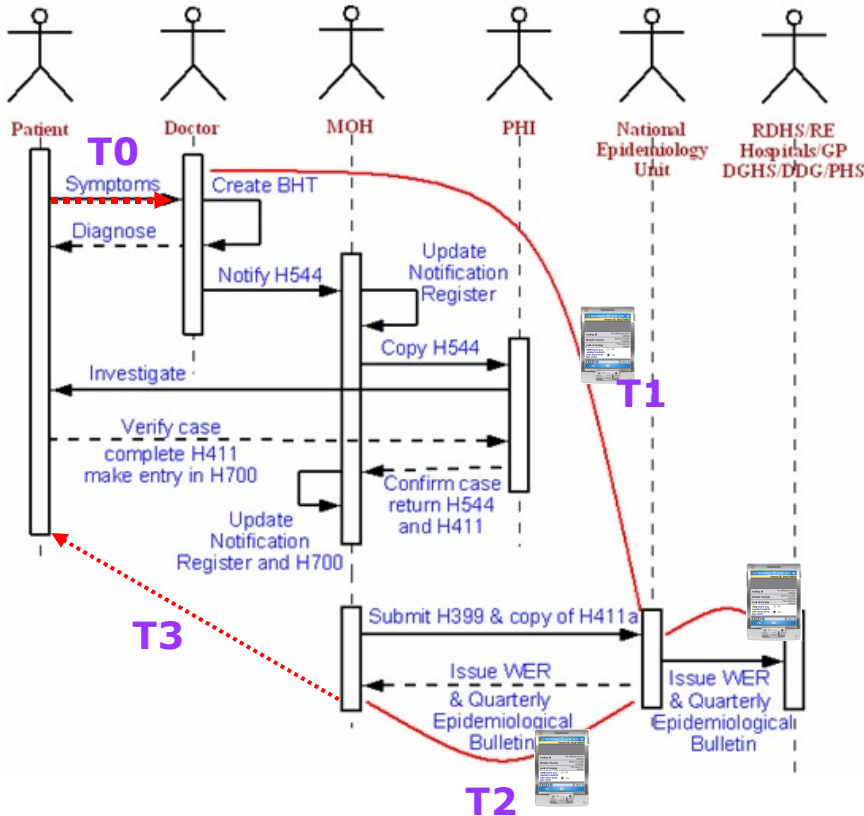 Patient
Doctor
MOH
PHI
National
Epidemiology
Unit
RDHS/RE
Hospitals/GP
DGHS/DDG/PHS
T0
Symptoms
Create BHT
Diagnose
Notify H544
Update
Notification
Register
Copy H544
Investigate
T1
Verify case
complete H411
make entry in H700
Confirm case
return H544
and H411
Update
Notification
Register and H700
T3
Submit H399 & copy of H411a
Issue WER
& Quarterly
Epidemiological
Bulletin
Issue WER
& Quarterly
Epidemiological
Bulletin
T2